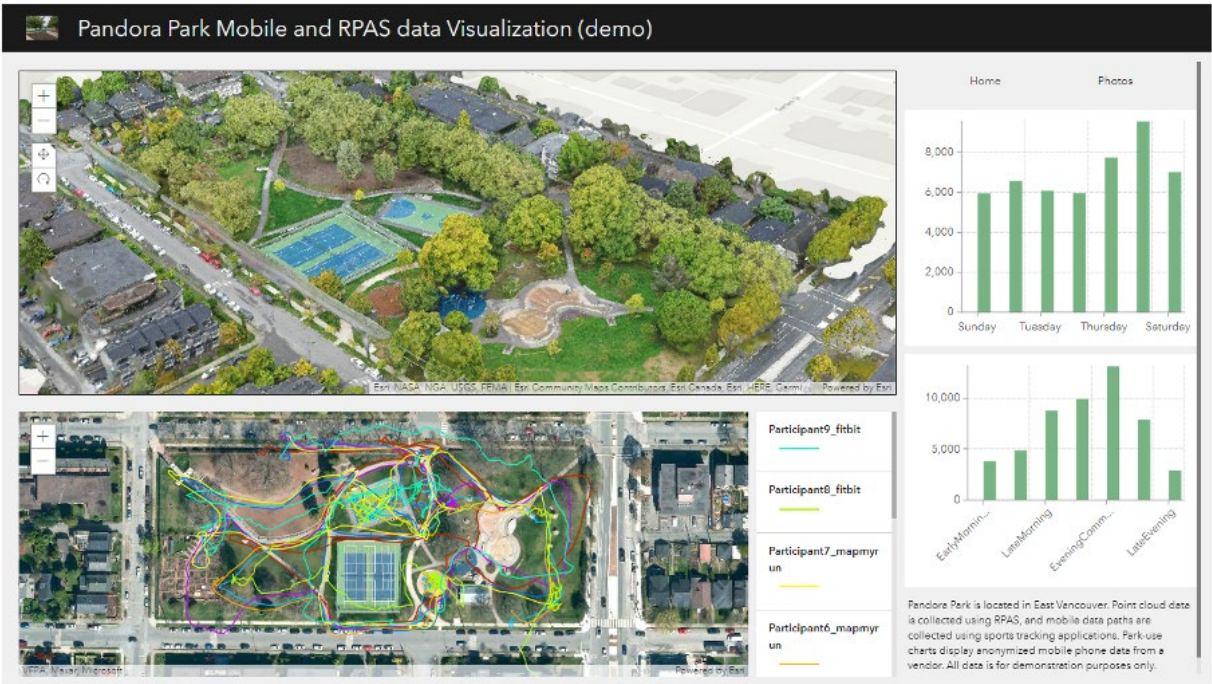 Pandora Park Mobile and RPAS data Visualization (demo)
+
−
Esri, NASA, NGA, USGS, FEMA | Esri Community Maps Contributors, Esri Canada, Esri, HERE, Garmi
Powered by Esri
Home
Photos
8,000
6,000
4,000
2,000
0
Sunday
Tuesday
Thursday
Saturday
10,000
5,000
0
EarlyMornin...
LateMorning
EveningComm...
LateEvening
+
−
VFPA, Maxar, Microsoft
Powered by Esri
Participant9_fitbit
Participant8_fitbit
Participant7_mapmyr
un
Participant6_mapmyr
un
Pandora Park is located in East Vancouver. Point cloud data
is collected using RPAS, and mobile data paths are
collected using sports tracking applications. Park-use
charts display anonymized mobile phone data from a
vendor. All data is for demonstration purposes only.